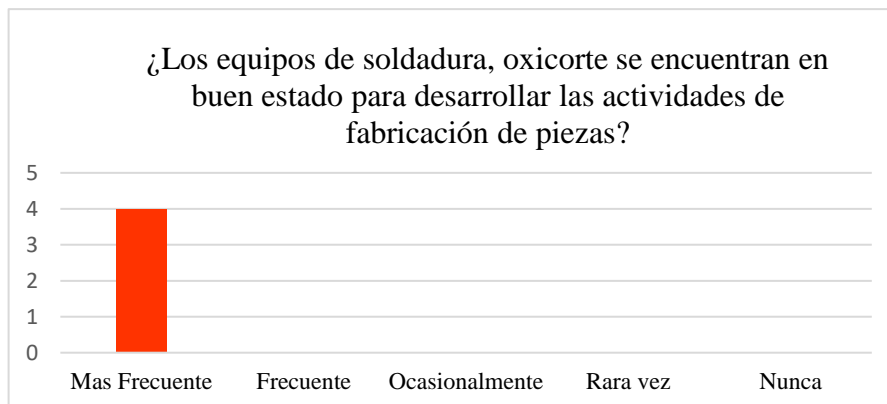 ¿Los equipos de soldadura, oxicorte se encuentran en
buen estado para desarrollar las actividades de
fabricación de piezas?
5
4
3
2
1
0
Mas Frecuente Frecuente Ocasionalmente Rara vez Nunca